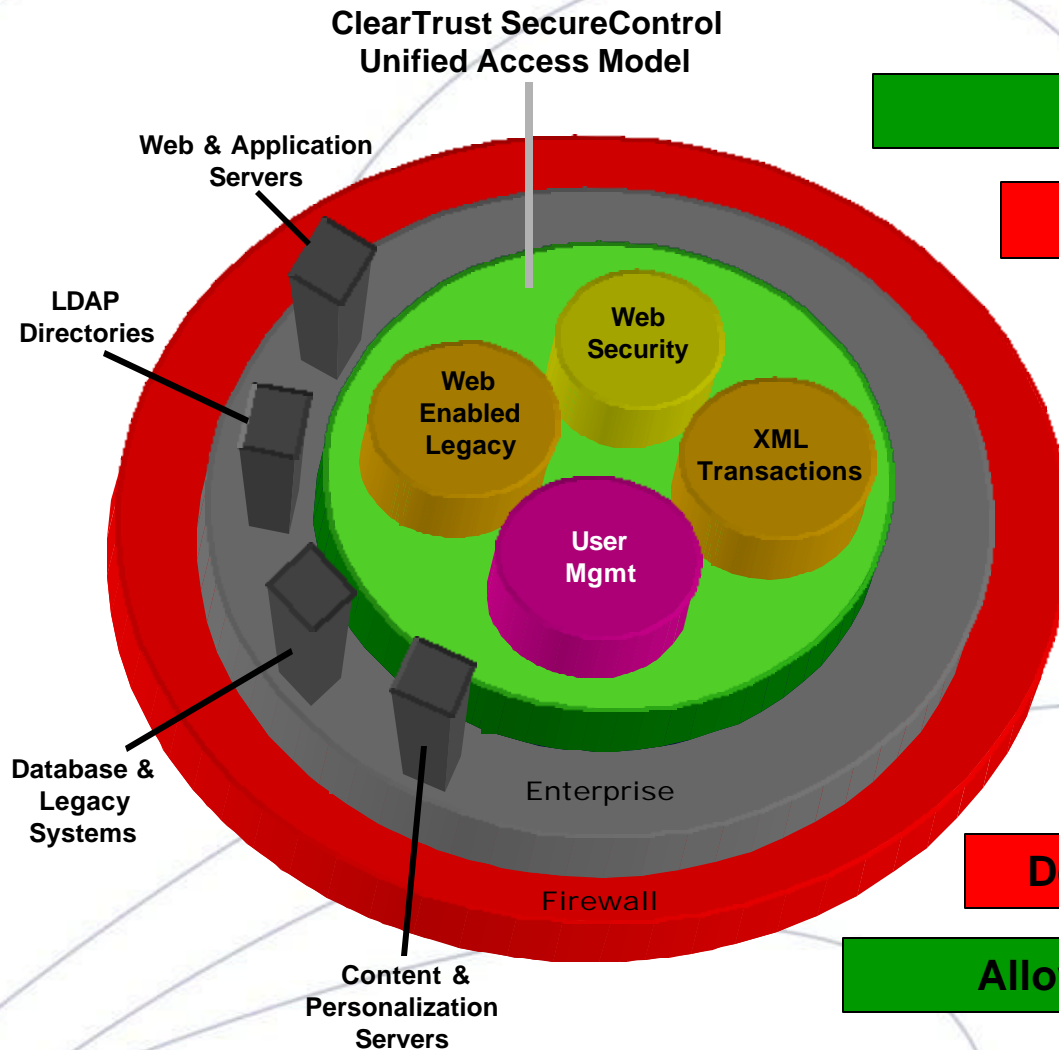 ClearTrust SecureControl
Unified Access Model
Web & Application
Servers
LDAP
Directories
Web
Security
Web
Enabled
Legacy
XML
Transactions
User
Mgmt
Database &
Legacy
Systems
Enterprise
Firewall
Content &
Personalization
Servers